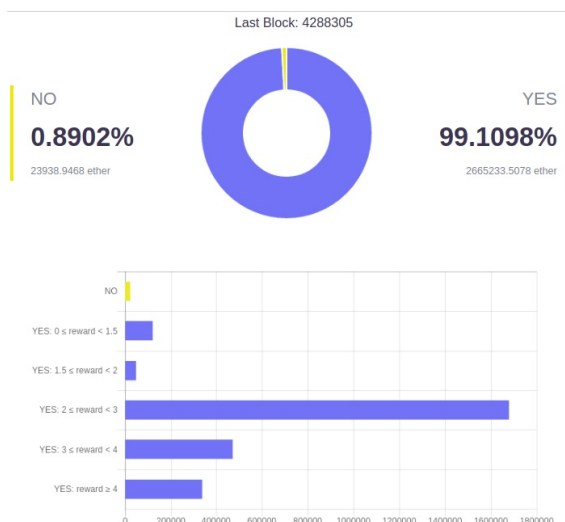 Last Block: 4288305
NO
YES
0.8902%
99.1098%
23938.9468 ether
2665233.5078 ether
NO
YES: 0 ≤ reward < 1.5
YES: 1.5 ≤ reward < 2
YES: 2 ≤ reward < 3
YES: 3 ≤ reward < 4
YES: reward ≥ 4
0 200000 400000 600000 800000 1000000 1200000 1400000 1600000 1800000